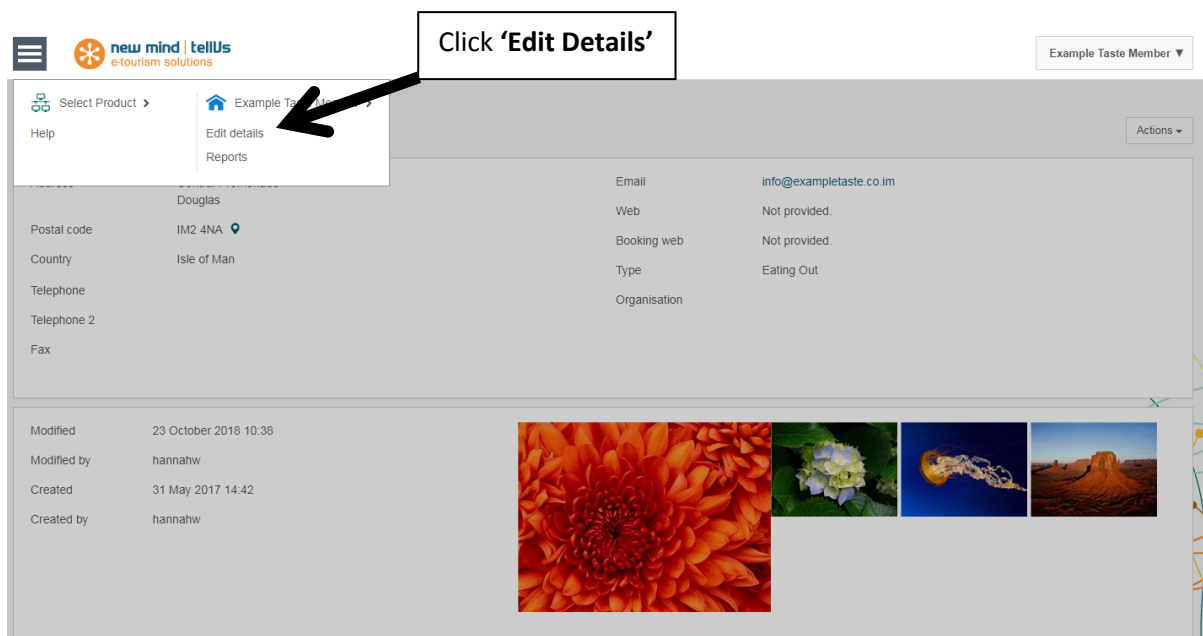 Click 'Edit Details'
new mind | tellUs
e-tourism solutions
Example Taste Member ▼
Select Product >
Example
Help
Edit details
Reports
Actions
Douglas
Postal code IM2 4NA
Country Isle of Man
Telephone
Telephone 2
Fax
Email info@exampletaste.co.im
Web Not provided.
Booking web Not provided.
Type Eating Out
Organisation
Modified 23 October 2018 10:38
Modified by hannahw
Created 31 May 2017 14:42
Created by hannahw